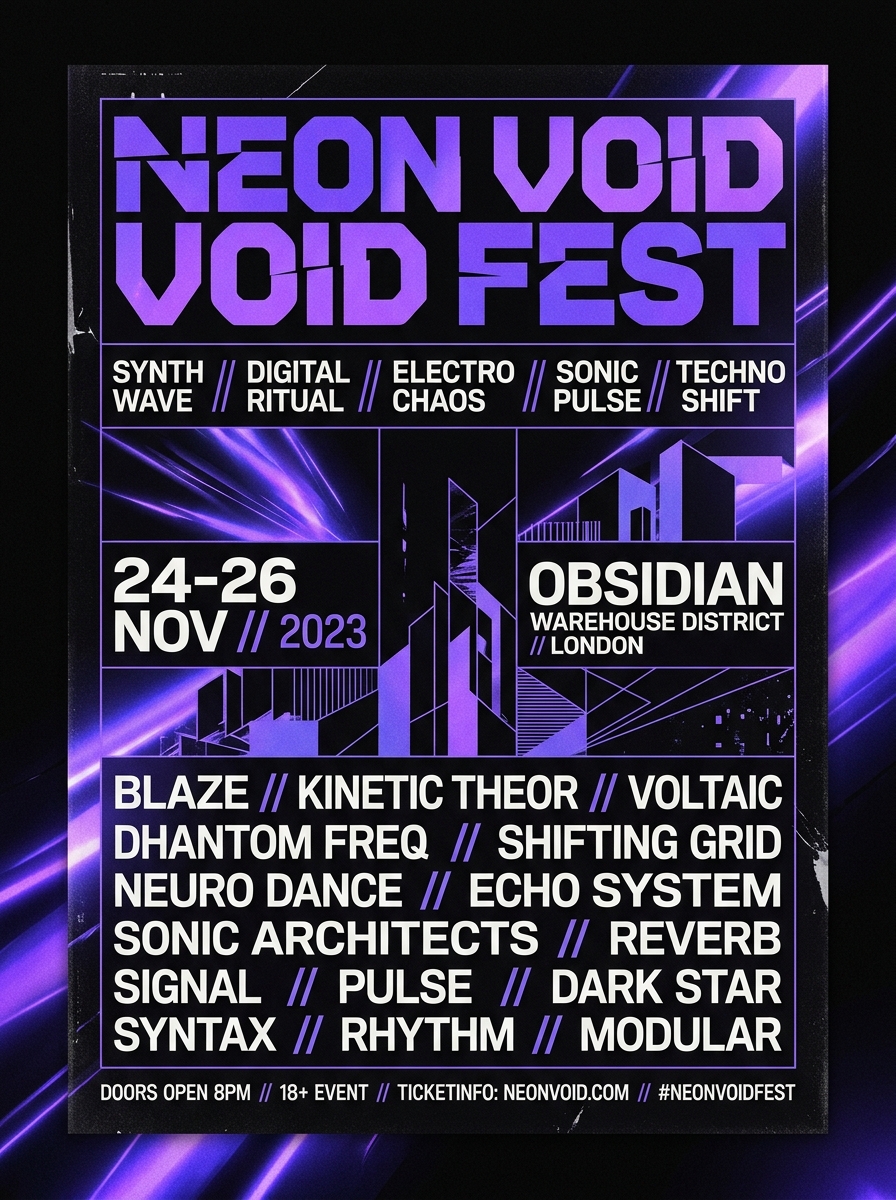 NEON VOID
VOID FEST
SYNTH WAVE // DIGITAL RITUAL // ELECTRO CHAOS // SONIC PULSE // TECHNO SHIFT
24-26
NOV // 2023
OBSIDIAN
WAREHOUSE DISTRICT
// LONDON
BLAZE // KINETIC THEOR // VOLTAIC
DHANTOM FREQ // SHIFTING GRID
NEURO DANCE // ECHO SYSTEM
SONIC ARCHITECTS // REVERB
SIGNAL // PULSE // DARK STAR
SYNTAX // RHYTHM // MODULAR
DOORS OPEN 8PM // 18+ EVENT // TICKETINFO: NEONVOID.COM // #NEONVOIDFEST